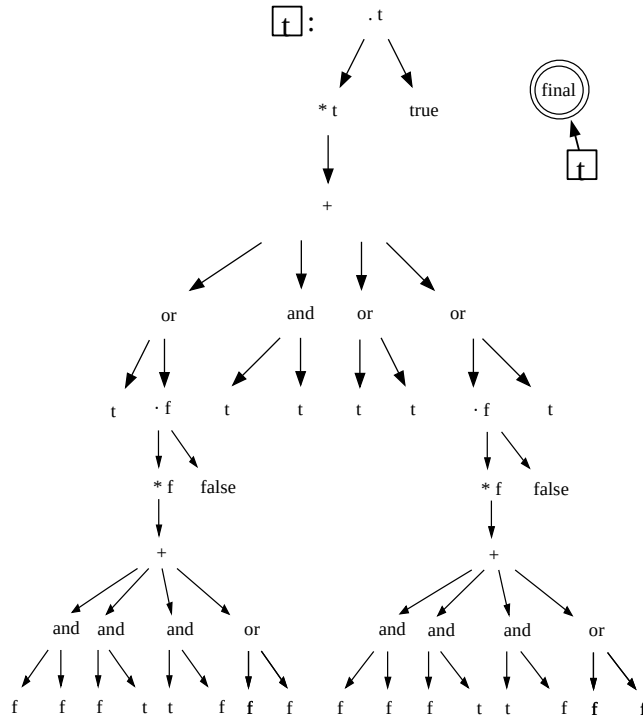 t : . t
final
* t true
t
+
or and or or
t · f t t t t · f t
* f false * f false
+ +
and and and or and and and or
f f f t t f f f f f f t t f f f